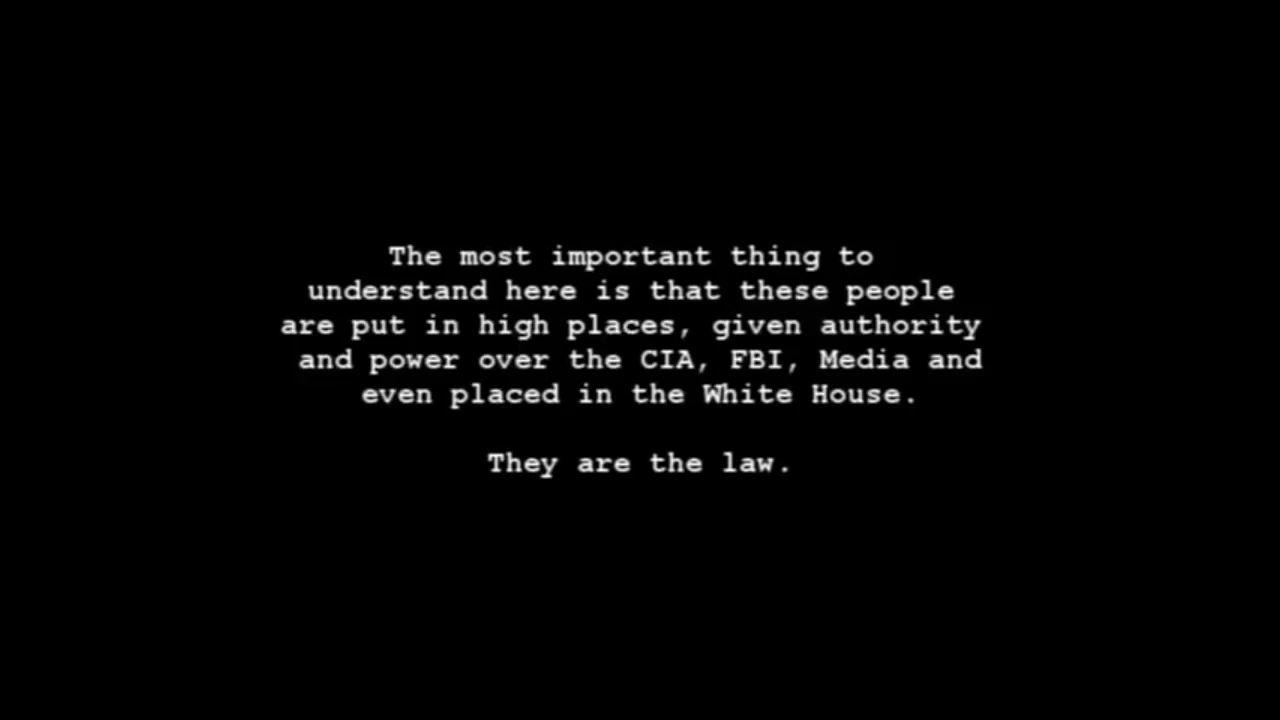 The most important thing to
understand here is that these people
are put in high places, given authority
and power over the CIA, FBI, Media and
even placed in the White House.
They are the law.